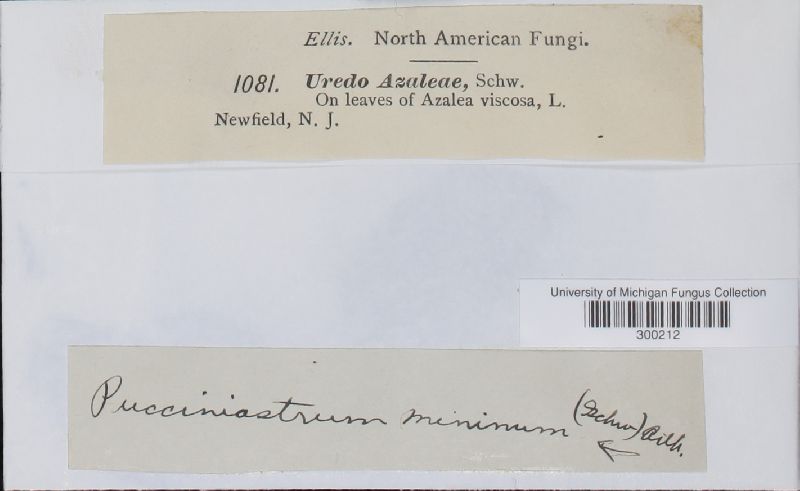 Ellis. North American Fungi.
1081. Uredo Azaleae, Schw.
On leaves of Azalea viscosa, L.
Newfield, N. J.
University of Michigan Fungus Collection
300212
Pucciniastrum mininum (Schw) Arth.